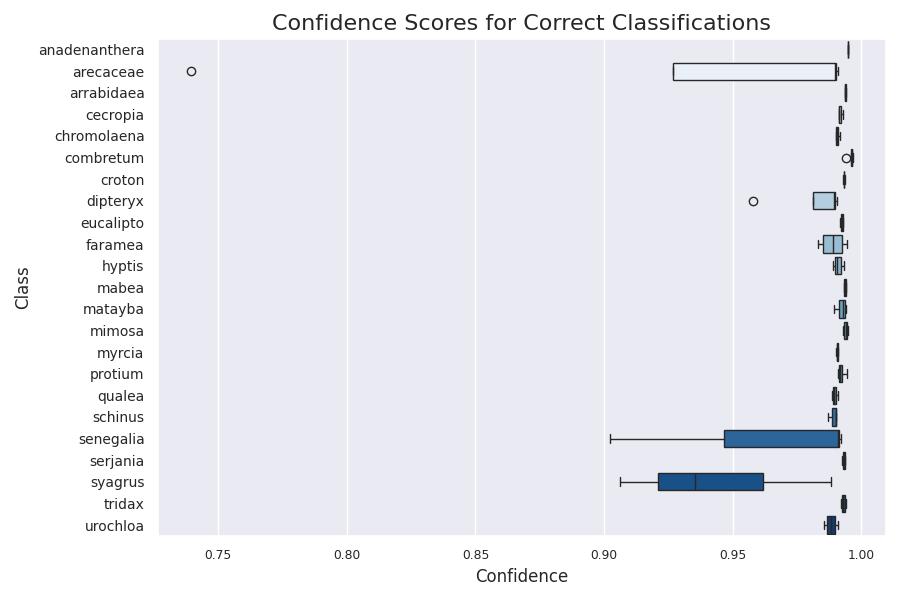 Confidence Scores for Correct Classifications
anadenanthera
arecaceae
arrabidaea
cecropia
chromolaena
combretum
croton
dipteryx
eucalipto
faramea
hyptis
mabea
matayba
mimosa
myrcia
protium
qualea
schinus
senegalia
serjania
syagrus
tridax
urochloa
Class
0.75 0.80 0.85 0.90 0.95 1.00
Confidence